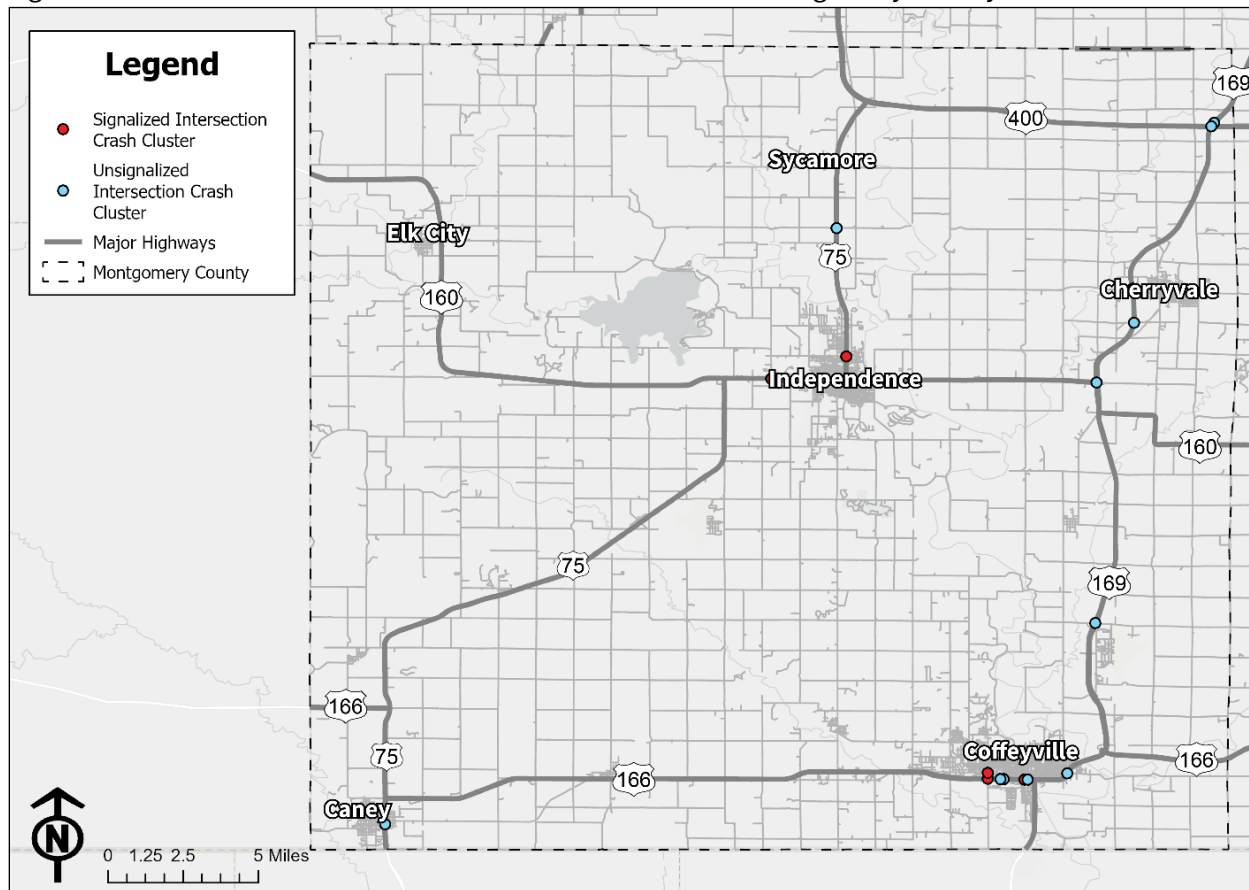 Legend
Signalized Intersection
Crash Cluster
Unsignalized
Intersection Crash
Cluster
Major Highways
Montgomery County
169
400
Sycamore
Elk City
75
160
Cherryvale
Independence
160
75
169
166
Coffeyville
75
166
166
Caney
N
0 1.25 2.5 5 Miles